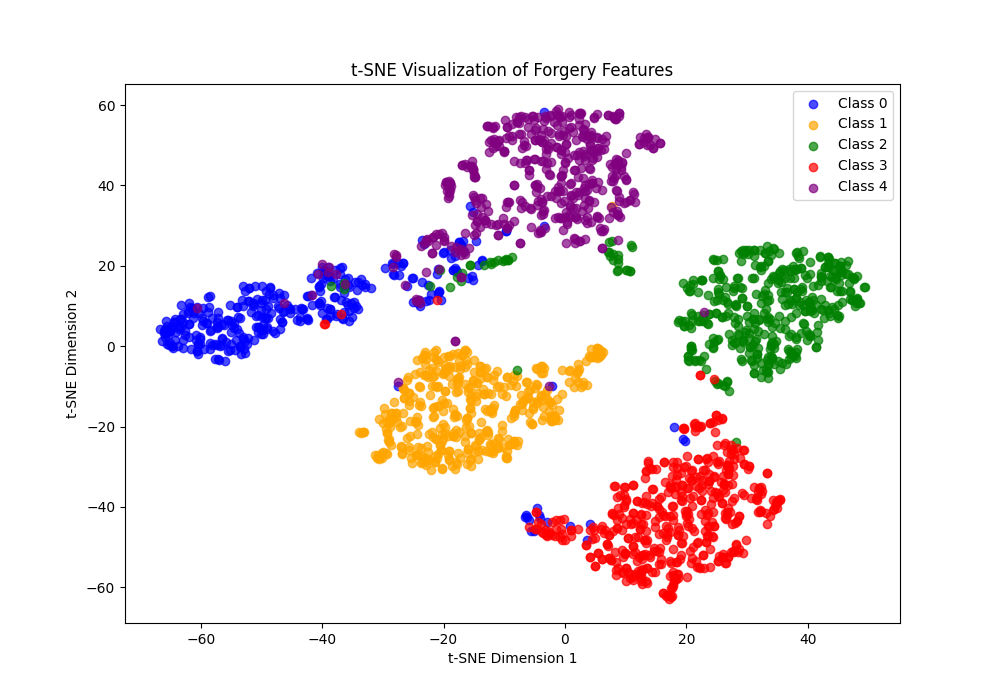 t-SNE Visualization of Forgery Features
Class 0
Class 1
Class 2
Class 3
Class 4
60
40
20
0
−20
−40
−60
t-SNE Dimension 2
−60
−40
−20
0
20
40
t-SNE Dimension 1